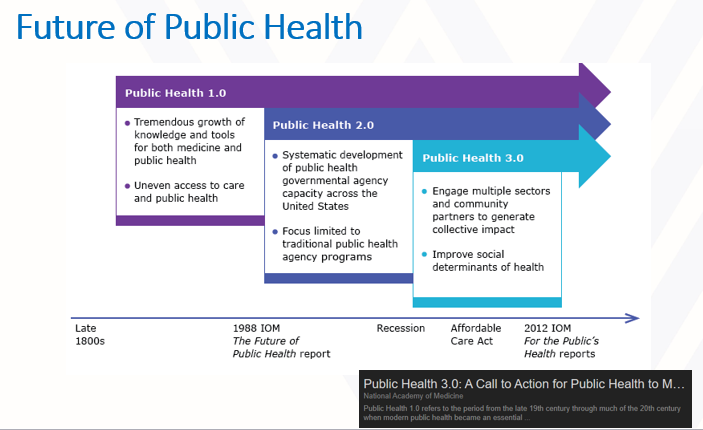 Future of Public Health
Public Health 1.0
• Tremendous growth of
knowledge and tools
for both medicine and
public health
• Uneven access to care
and public health
Public Health 2.0
• Systematic development
of public health
governmental agency
capacity across the
United States
• Focus limited to
traditional public health
agency programs
Public Health 3.0
• Engage multiple sectors
and community
partners to generate
collective impact
• Improve social
determinants of health
Late
1800s
1988 IOM
The Future of
Public Health report
Recession
Affordable
Care Act
2012 IOM
For the Public's
Health reports
Public Health 3.0: A Call to Action for Public Health to M…
National Academy of Medicine
Public Health 1.0 refers to the period from the late 19th century through much of the 20th century
when modern public health became an essential ...